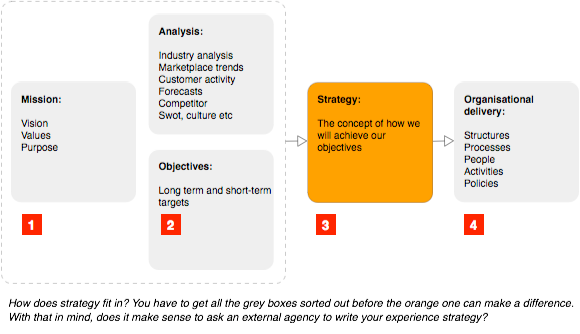 Mission:
Vision
Values
Purpose
1
Analysis:
Industry analysis
Marketplace trends
Customer activity
Forecasts
Competitor
Swot, culture etc
Objectives:
Long term and short-term
targets
2
Strategy:
The concept of how we
will achieve our
objectives
3
Organisational
delivery:
Structures
Processes
People
Activities
Policies
4
How does strategy fit in? You have to get all the grey boxes sorted out before the orange one can make a difference.
With that in mind, does it make sense to ask an external agency to write your experience strategy?